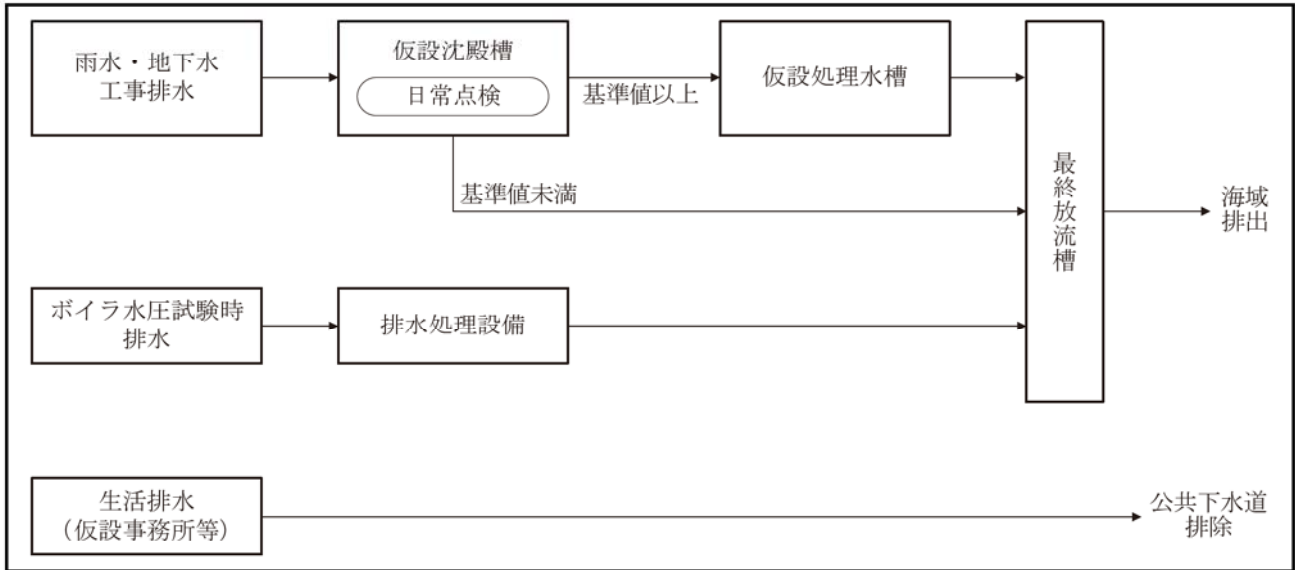 雨水・地下水
工事排水
仮設沈殿槽
日常点検
基準値以上
仮設処理水槽
基準値未満
最終放流槽
海域
排出
ボイラ水圧試験時
排水
排水処理設備
生活排水
（仮設事務所等）
公共下水道
排除